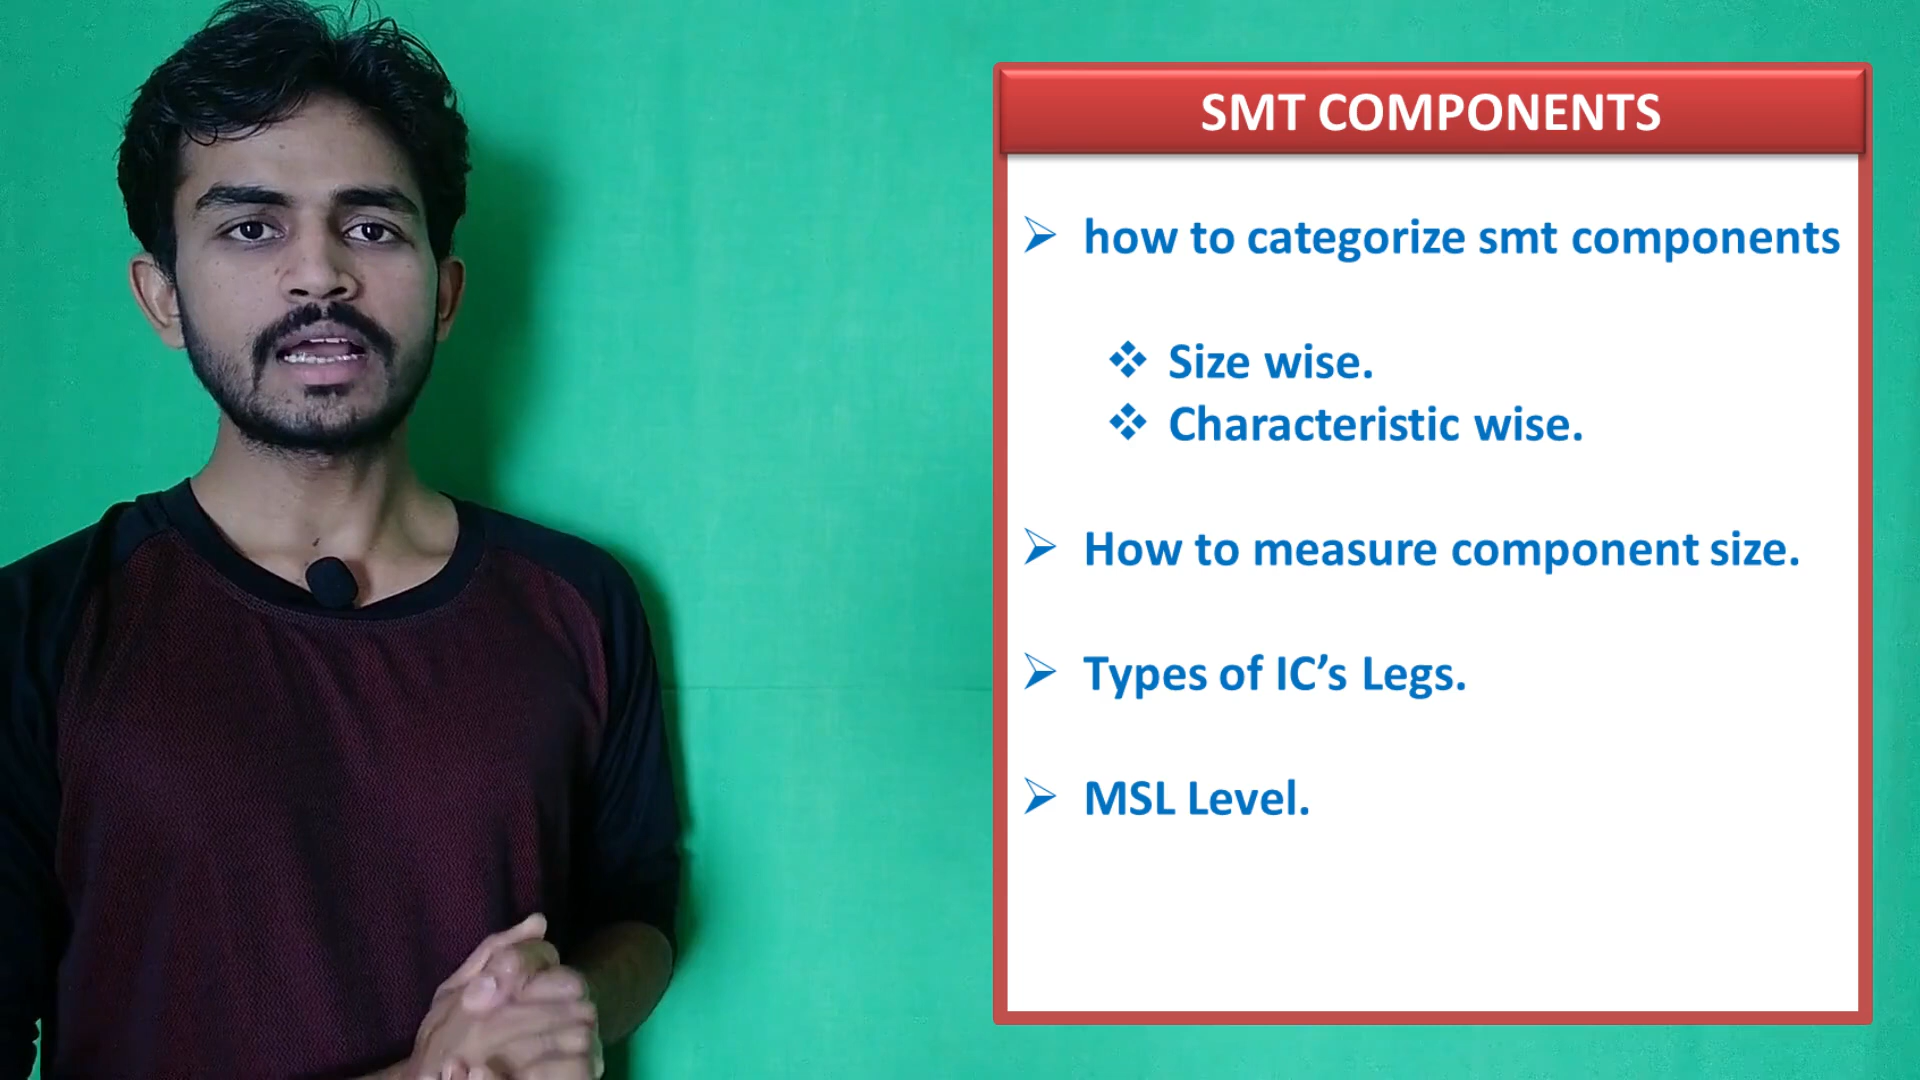 SMT COMPONENTS
how to categorize smt components
Size wise.
Characteristic wise.
How to measure component size.
Types of IC’s Legs.
MSL Level.